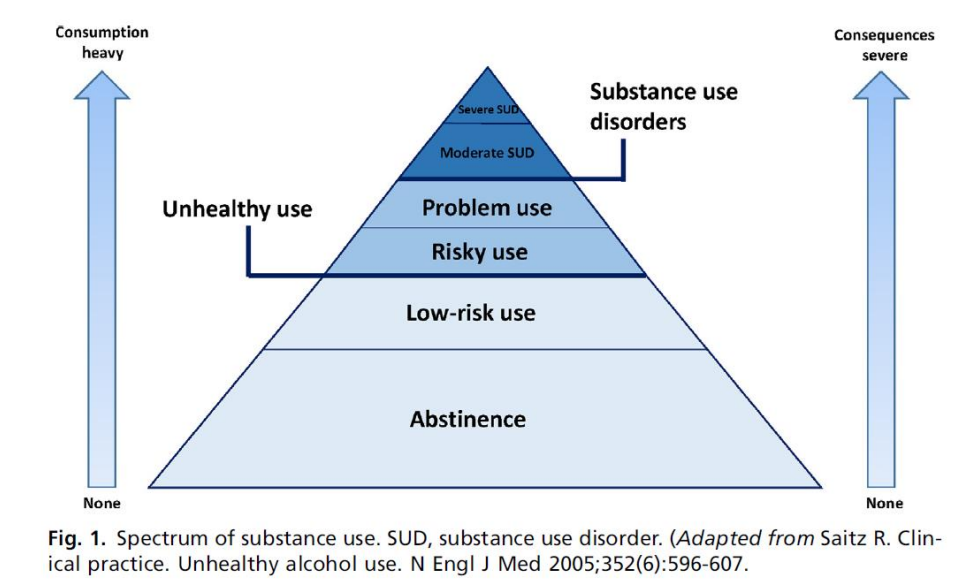 Consumption
heavy
Consequences
severe
Substance use
disorders
Severe SUD
Moderate SUD
Unhealthy use
Problem use
Risky use
Low-risk use
Abstinence
None
None
Fig. 1. Spectrum of substance use. SUD, substance use disorder. (Adapted from Saitz R. Clin-
ical practice. Unhealthy alcohol use. N Engl J Med 2005;352(6):596-607.